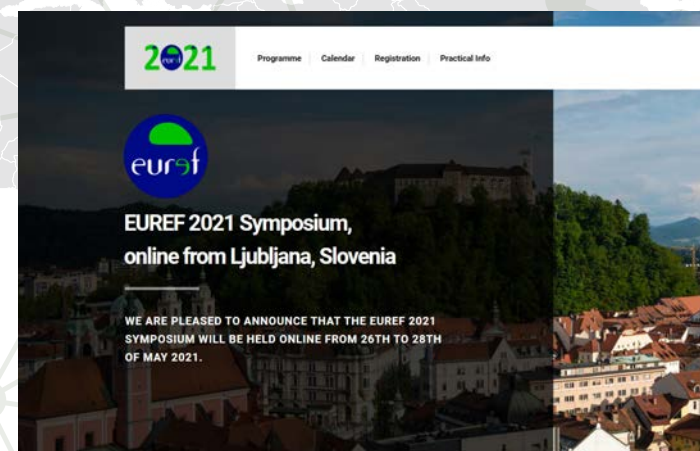 2021
euref
Programme
Calendar
Registration
Practical Info
euref
EUREF 2021 Symposium,
online from Ljubljana, Slovenia
WE ARE PLEASED TO ANNOUNCE THAT THE EUREF 2021
SYMPOSIUM WILL BE HELD ONLINE FROM 26TH TO 28TH
OF MAY 2021.